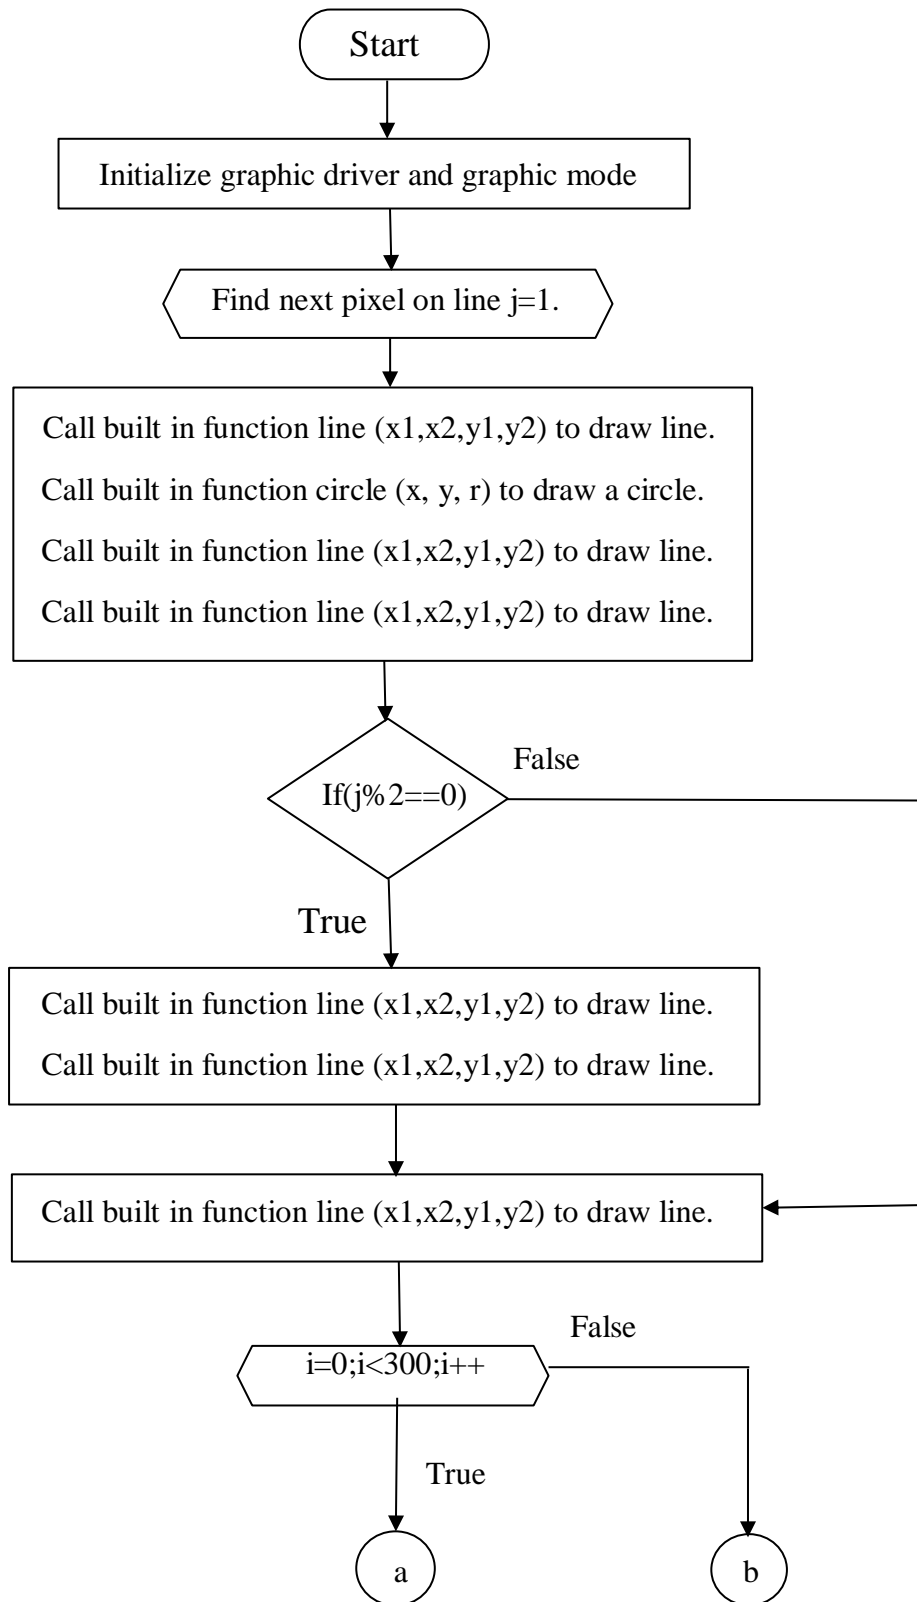 Start
Initialize graphic driver and graphic mode
Find next pixel on line j=1.
Call built in function line (x1,x2,y1,y2) to draw line.
Call built in function circle (x, y, r) to draw a circle.
Call built in function line (x1,x2,y1,y2) to draw line.
Call built in function line (x1,x2,y1,y2) to draw line.
False
If(j%2==0)
True
Call built in function line (x1,x2,y1,y2) to draw line.
Call built in function line (x1,x2,y1,y2) to draw line.
Call built in function line (x1,x2,y1,y2) to draw line.
False
i=0;i<300;i++
True
a
b